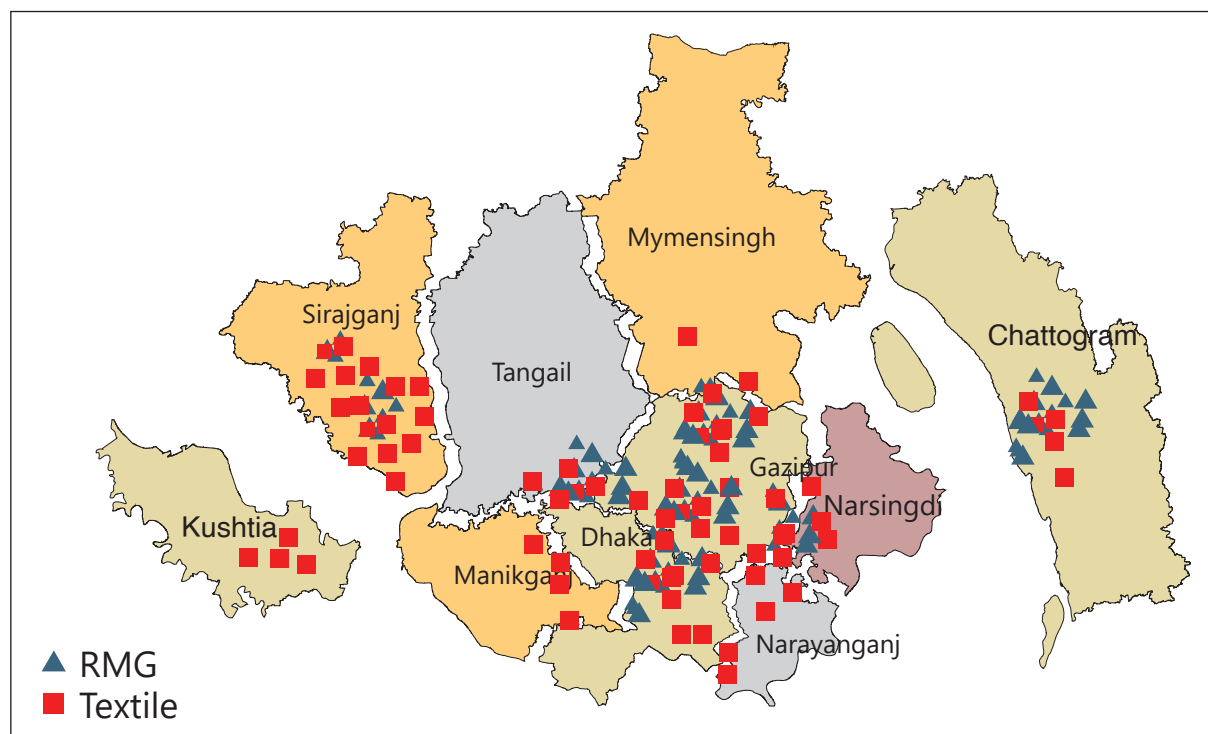 Mymensingh
Sirajganj
Chattogram
Tangail
Gazipur
Narsingdi
Kushtia
Dhaka
Manikganj
Narayanganj
RMG
Textile